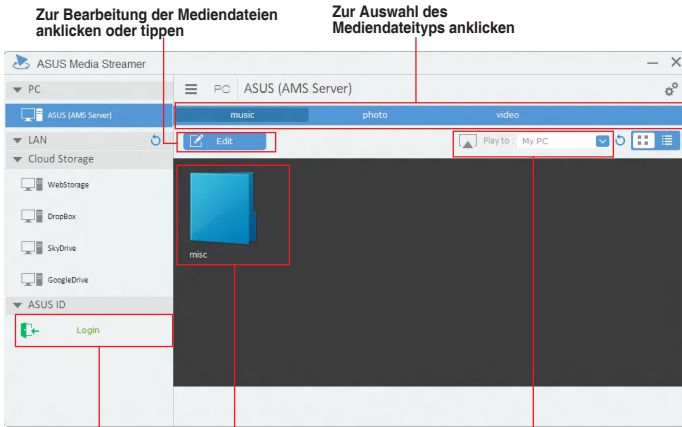 Zur Bearbeitung der Mediendateien
anklicken oder tippen
Zur Auswahl des
Mediendateityps anklicken
ASUS Media Streamer
PC
PC ASUS (AMS Server)
ASUS (AMS Server)
music photo video
LAN
Edit
Play to : My PC
Cloud Storage
WebStorage
DropBox
SkyDrive
misc
GoogleDrive
ASUS ID
Login